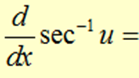 d/dx sec⁻¹ u =